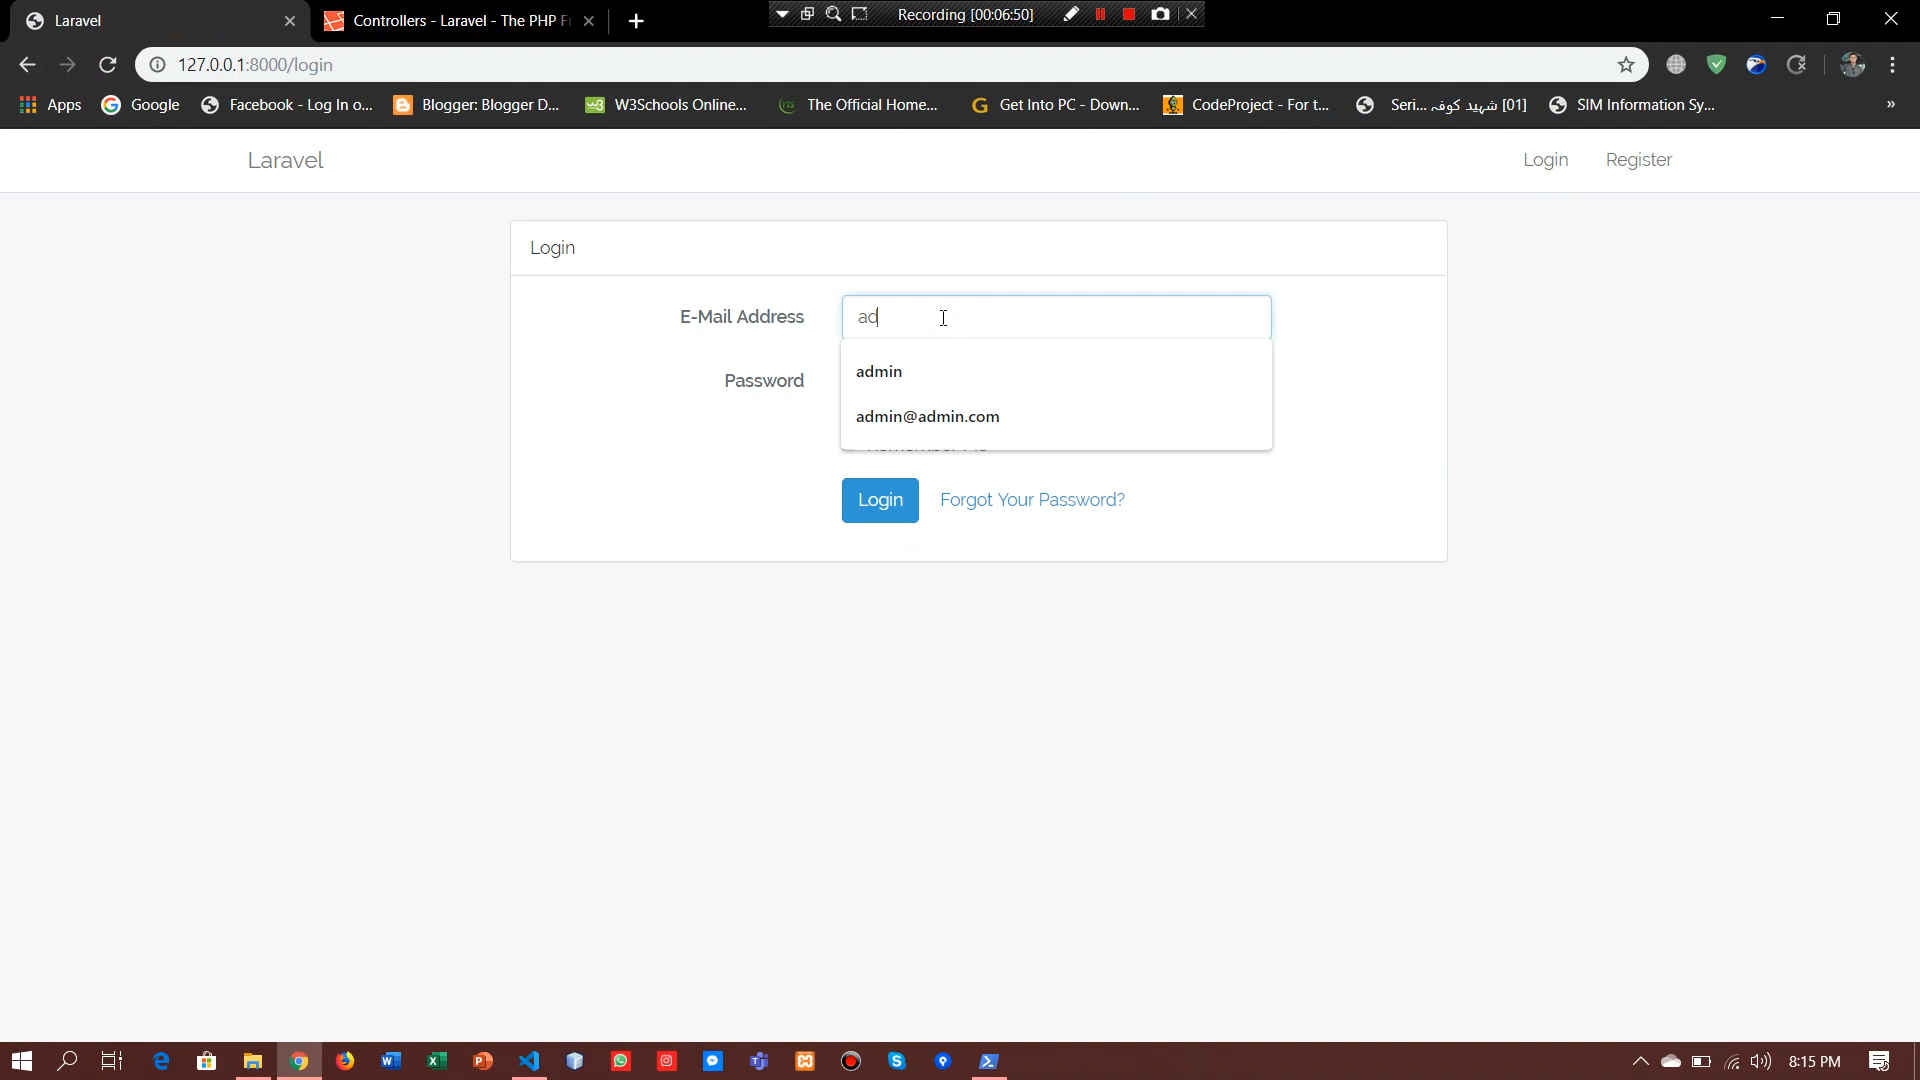 Laravel
Controllers - Laravel - The PHP Fr
Recording [00:06:50]
127.0.0.1:8000/login
Apps
Google
Facebook - Log In o...
Blogger: Blogger D...
W3Schools Online...
The Official Home...
Get Into PC - Down...
CodeProject - For t...
Seri... شهید کوفہ [01]
SIM Information Sy...
»
Laravel
Login
Register
Login
E-Mail Address
ad
admin
Password
admin@admin.com
Login
Forgot Your Password?
8:15 PM